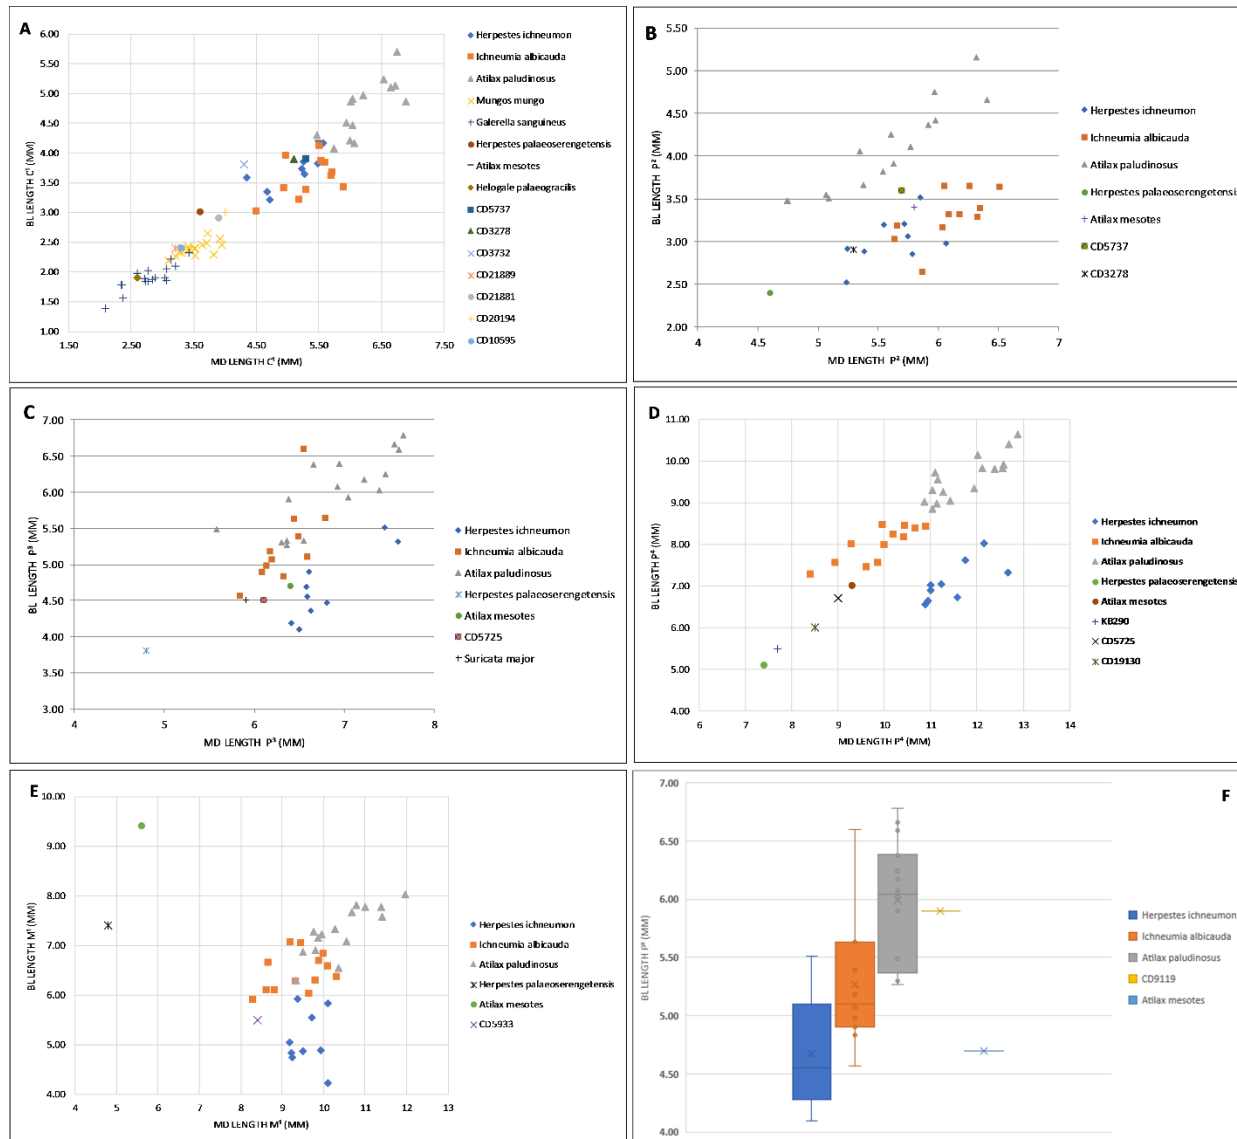 A
BL LENGTH C¹ (MM)
6.00
5.00
4.00
3.50
3.00
2.50
2.00
1.50
1.00
1.50
2.50
3.50
4.50
5.50
6.50
7.50
MD LENGTH C¹ (MM)
Herpestes ichneumon
Ichneumia albicauda
Atilax paludinosus
Mungos mungo
Galerella sanguineus
Herpestes palaeoserengetensis
Atilax mesotes
Helogale palaeogracilis
CD5737
CD3278
CD3732
CD21889
CD21881
CD20194
CD10595
B
BL LENGTH P² (MM)
5.50
5.00
4.50
4.00
3.50
3.00
2.50
2.00
4
4.5
5
5.5
6
6.5
7
MD LENGTH P² (MM)
Herpestes ichneumon
Ichneumia albicauda
Atilax paludinosus
Herpestes palaeoserengetensis
Atilax mesotes
CD5737
CD3278
C
BL LENGTH P³ (MM)
7.00
6.50
6.00
5.50
5.00
4.50
4.00
3.50
3.00
4
5
6
7
8
MD LENGTH P³ (MM)
Herpestes ichneumon
Ichneumia albicauda
Atilax paludinosus
Herpestes palaeoserengetensis
Atilax mesotes
CD5725
Suricata major
D
BL LENGTH P⁴ (MM)
11.00
10.00
9.00
8.00
7.00
6.00
5.00
4.00
6
7
8
9
10
11
12
13
14
MD LENGTH P⁴ (MM)
Herpestes ichneumon
Ichneumia albicauda
Atilax paludinosus
Herpestes palaeoserengetensis
Atilax mesotes
KB290
CD5725
CD19130
E
BL LENGTH M¹ (MM)
10.00
9.00
8.00
7.00
6.00
5.00
4.00
4
5
6
7
8
9
10
11
12
13
MD LENGTH M¹ (MM)
Herpestes ichneumon
Ichneumia albicauda
Atilax paludinosus
Herpestes palaeoserengetensis
Atilax mesotes
CD5933
F
BL LENGTH P³ (MM)
7.00
6.50
6.00
5.50
5.00
4.50
4.00
Herpestes ichneumon
Ichneumia albicauda
Atilax paludinosus
CD9119
Atilax mesotes